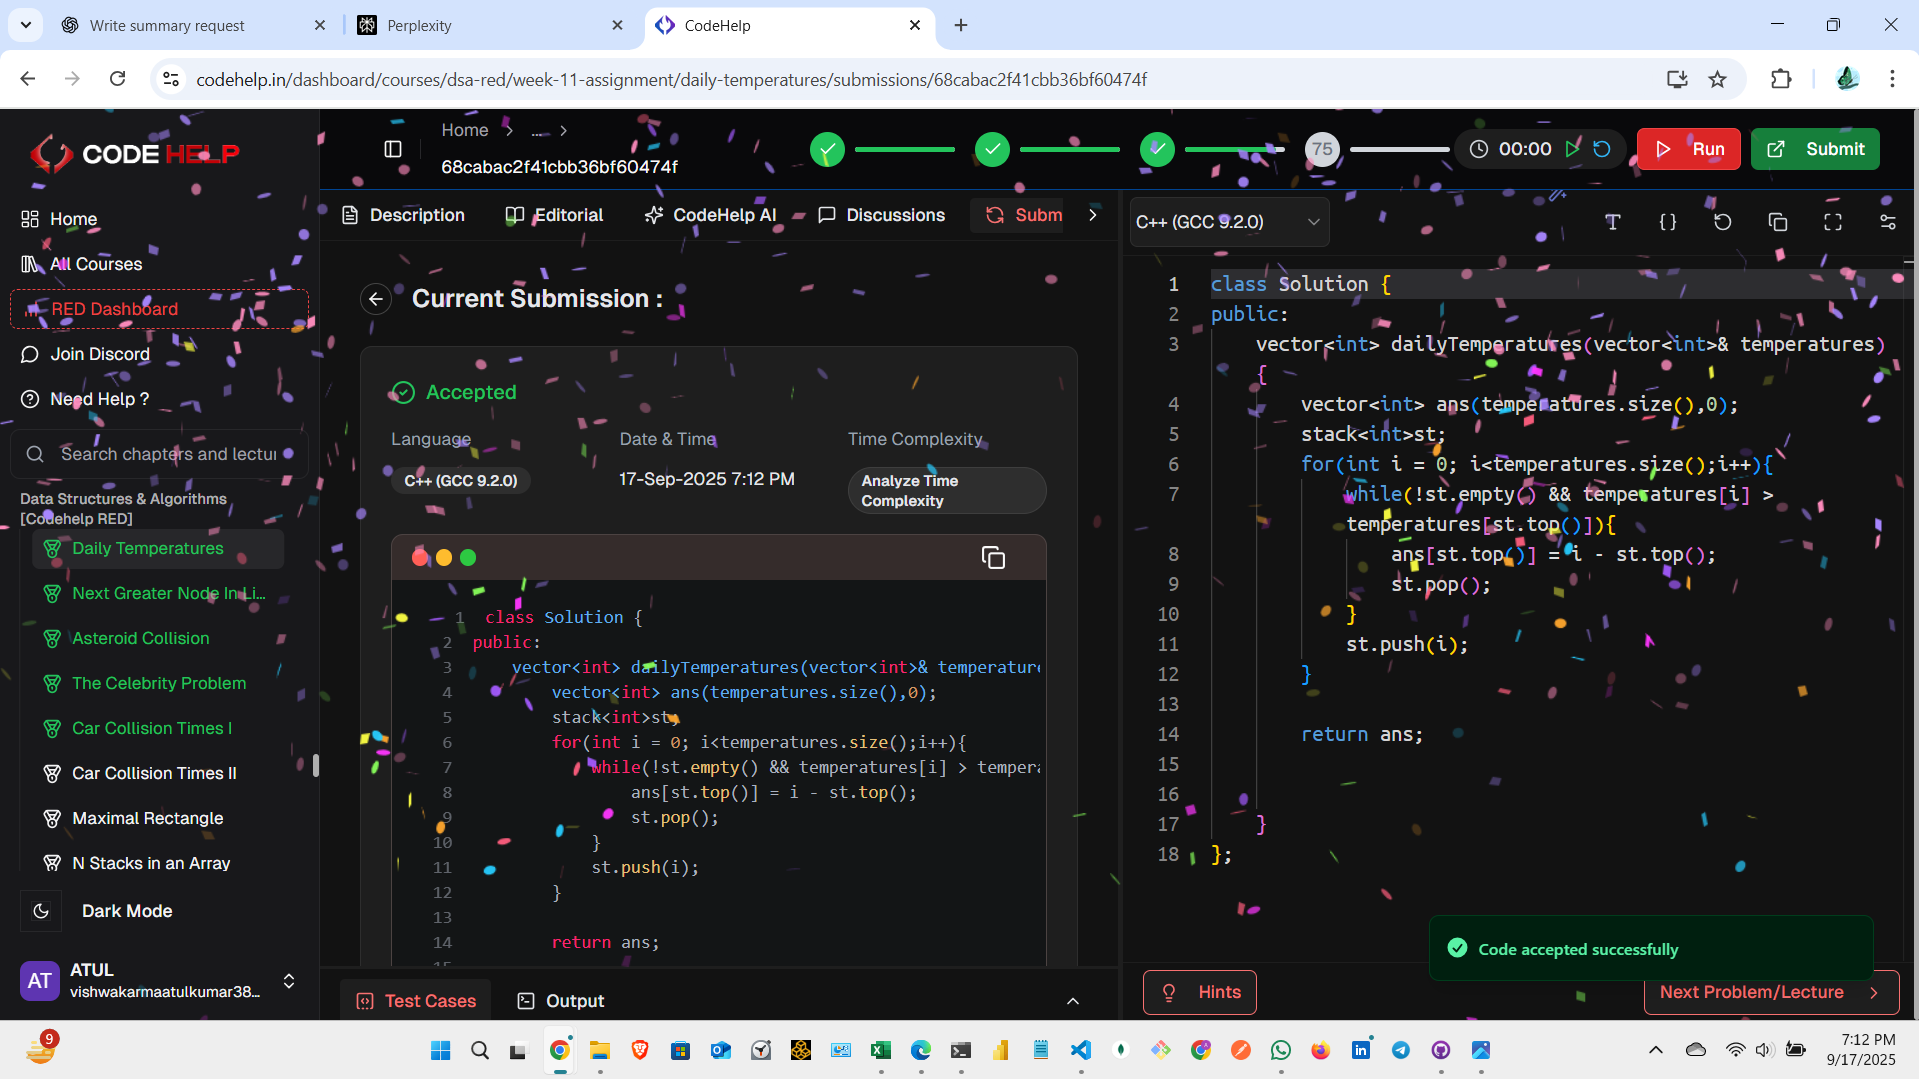 Write summary request
Perplexity
CodeHelp
codehelp.in/dashboard/courses/dsa-red/week-11-assignment/daily-temperatures/submissions/68cabac2f41cbb36bf60474f
CODE HELP
Home
All Courses
RED Dashboard
Join Discord
Need Help ?
Search chapters and lectur
Data Structures & Algorithms
[Codehelp RED]
Daily Temperatures
Next Greater Node In Li...
Asteroid Collision
The Celebrity Problem
Car Collision Times I
Car Collision Times II
Maximal Rectangle
N Stacks in an Array
Dark Mode
AT
ATUL
vishwakarmaatulkumar38...
Home > ... >
68cabac2f41cbb36bf60474f
75
00:00
Run
Submit
Description
Editorial
CodeHelp AI
Discussions
Subm
Current Submission :
Accepted
Language
Date & Time
Time Complexity
C++ (GCC 9.2.0)
17-Sep-2025 7:12 PM
Analyze Time
Complexity
1 class Solution {
2 public:
3 vector<int> dailyTemperatures(vector<int>& temperature
4 vector<int> ans(temperatures.size(),0);
5 stack<int>st;
6 for(int i = 0; i<temperatures.size();i++){
7 while(!st.empty() && temperatures[i] > tempera
8 ans[st.top()] = i - st.top();
9 st.pop();
10 }
11 st.push(i);
12 }
13
14 return ans;
15
Test Cases
Output
C++ (GCC 9.2.0)
T
{}
1 class Solution {
2 public:
3 vector<int> dailyTemperatures(vector<int>& temperatures)
{
4 vector<int> ans(temperatures.size(),0);
5 stack<int>st;
6 for(int i = 0; i<temperatures.size();i++){
7 while(!st.empty() && temperatures[i] >
temperatures[st.top()]){
8 ans[st.top()] = i - st.top();
9 st.pop();
10 }
11 st.push(i);
12 }
13
14 return ans;
15
16
17 }
18 };
Code accepted successfully
Hints
Next Problem/Lecture
9
7:12 PM
9/17/2025